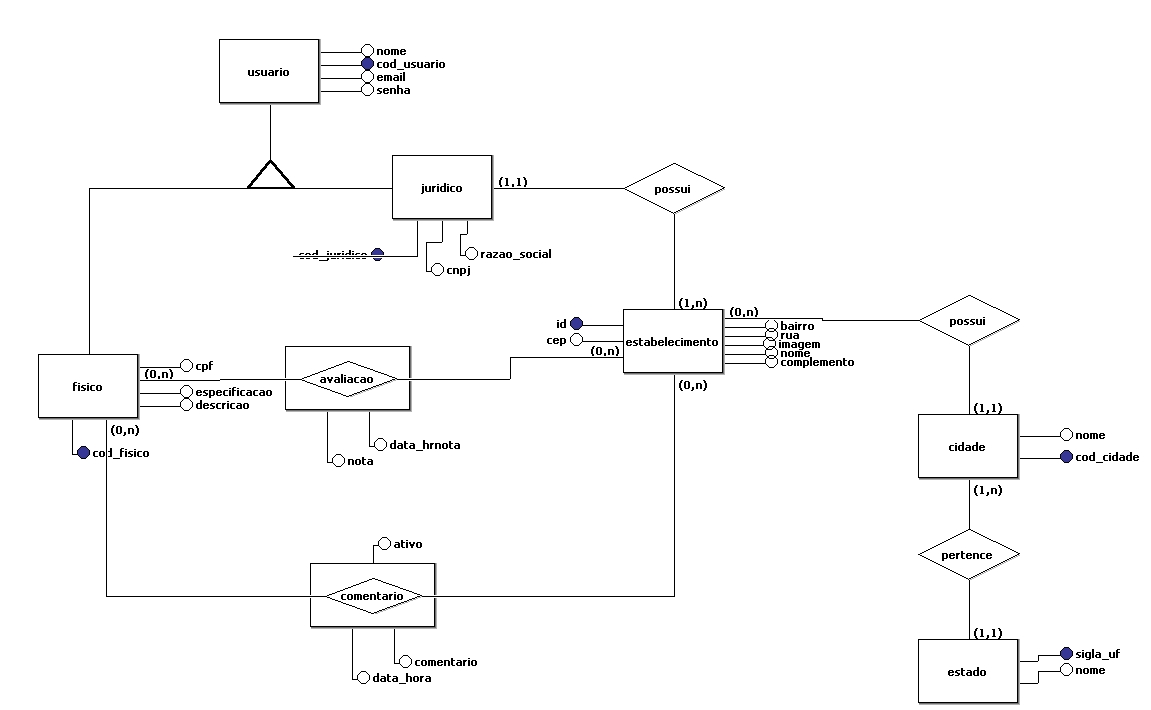 nome
usuario
cod_usuario
email
senha
juridico
(1,1)
possui
cod_juridico
razao_social
cnpj
(1,n)
(0,n)
id
bairro
possui
rua
cep
estabelecimento
imagem
(0,n)
nome
complemento
cpf
(0,n)
avaliacao
fisico
(0,n)
especificacao
descricao
(1,1)
(0,n)
nome
data_hrnota
cidade
cod_fisico
nota
cod_cidade
(1,n)
ativo
pertence
comentario
(1,1)
sigla_uf
comentario
estado
nome
data_hora